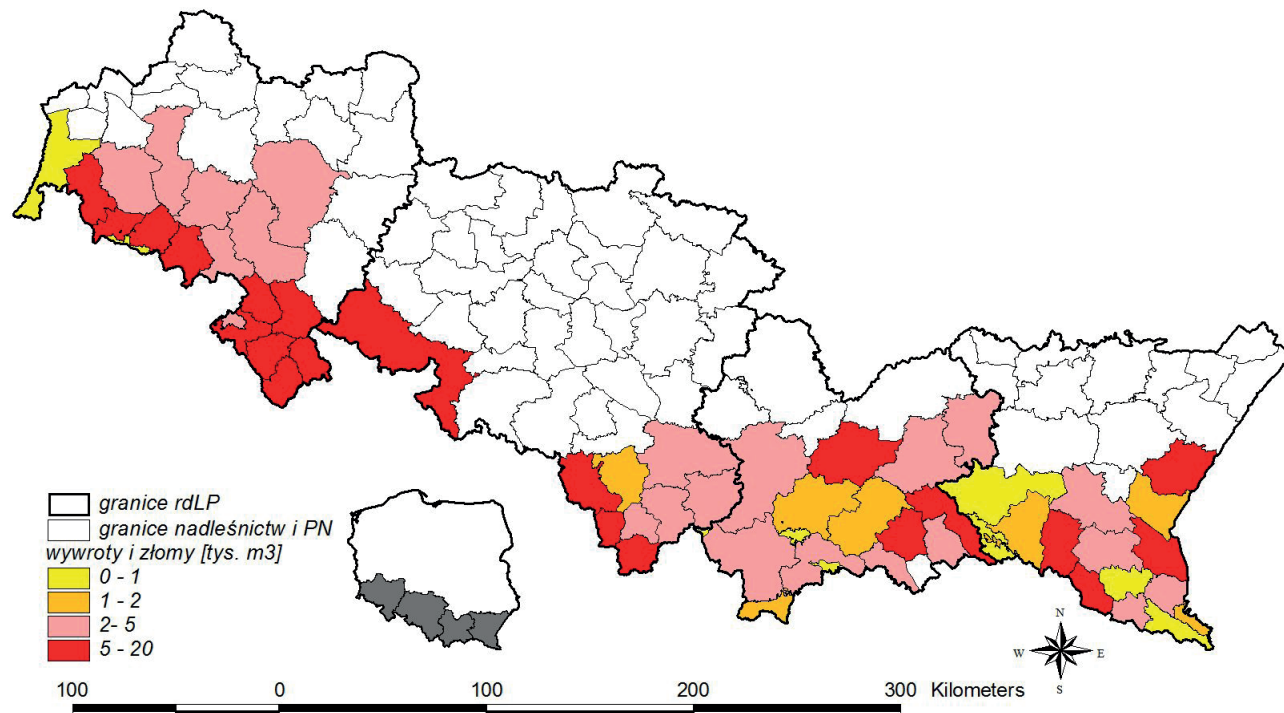 granice rdLP
granice nadleśnictw i PN
wywroty i złomy [tys. m3]
0 - 1
1 - 2
2- 5
5 - 20
N
W
E
S
100 0 100 200 300 Kilometers